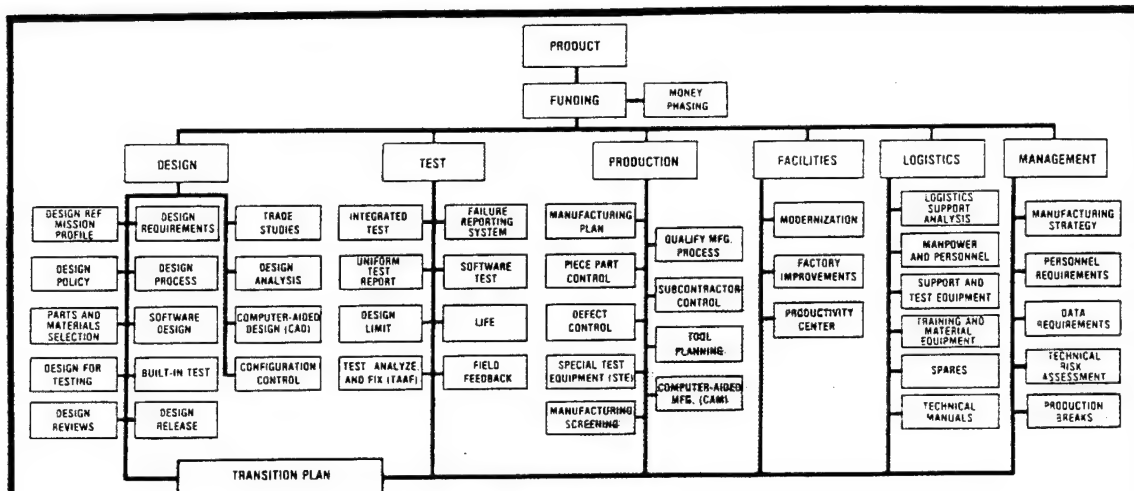 PRODUCT
FUNDING
MONEY
PHASING
DESIGN
TEST
PRODUCTION
FACILITIES
LOGISTICS
MANAGEMENT
DESIGN REF
MISSION
PROFILE
DESIGN
REQUIREMENTS
TRADE
STUDIES
DESIGN
POLICY
DESIGN
PROCESS
DESIGN
ANALYSIS
PARTS AND
MATERIALS
SELECTION
SOFTWARE
DESIGN
COMPUTER-AIDED
DESIGN (CAD)
DESIGN FOR
TESTING
BUILT-IN TEST
CONFIGURATION
CONTROL
DESIGN
REVIEWS
DESIGN
RELEASE
INTEGRATED
TEST
FAILURE
REPORTING
SYSTEM
UNIFORM
TEST
REPORT
SOFTWARE
TEST
DESIGN
LIMIT
LIFE
TEST ANALYZE
AND FIX (TAAF)
FIELD
FEEDBACK
MANUFACTURING
PLAN
QUALIFY MFG.
PROCESS
PIECE PART
CONTROL
SUBCONTRACTOR
CONTROL
DEFECT
CONTROL
TOOL
PLANNING
SPECIAL TEST
EQUIPMENT (STE)
COMPUTER-AIDED
MFG. (CAM)
MANUFACTURING
SCREENING
MODERNIZATION
FACTORY
IMPROVEMENTS
PRODUCTIVITY
CENTER
LOGISTICS
SUPPORT
ANALYSIS
MANPOWER
AND PERSONNEL
SUPPORT AND
TEST EQUIPMENT
TRAINING AND
MATERIAL
EQUIPMENT
SPARES
TECHNICAL
MANUALS
MANUFACTURING
STRATEGY
PERSONNEL
REQUIREMENTS
DATA
REQUIREMENTS
TECHNICAL
RISK
ASSESSMENT
PRODUCTION
BREAKS
TRANSITION PLAN